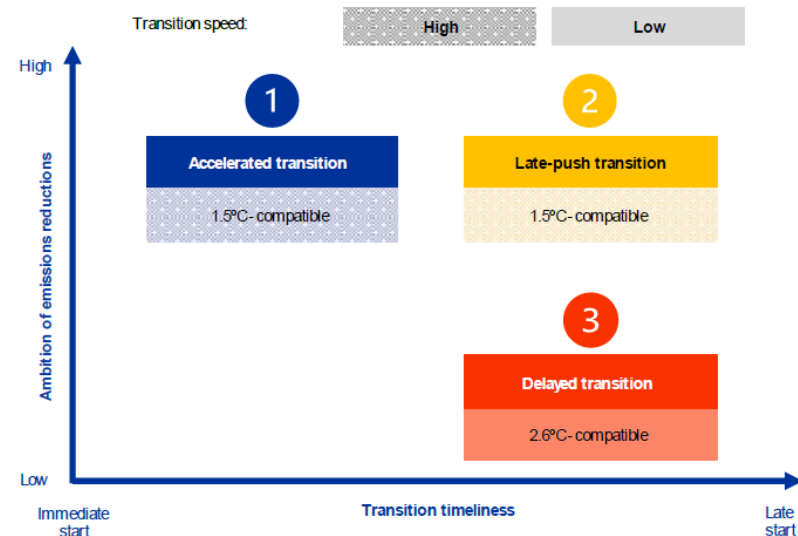 Transition speed:
High
Low
High
1
2
Accelerated transition
Late-push transition
1.5ºC- compatible
1.5ºC- compatible
Ambition of emissions reductions
3
Delayed transition
2.6ºC- compatible
Low
Immediate
start
Transition timeliness
Late
start